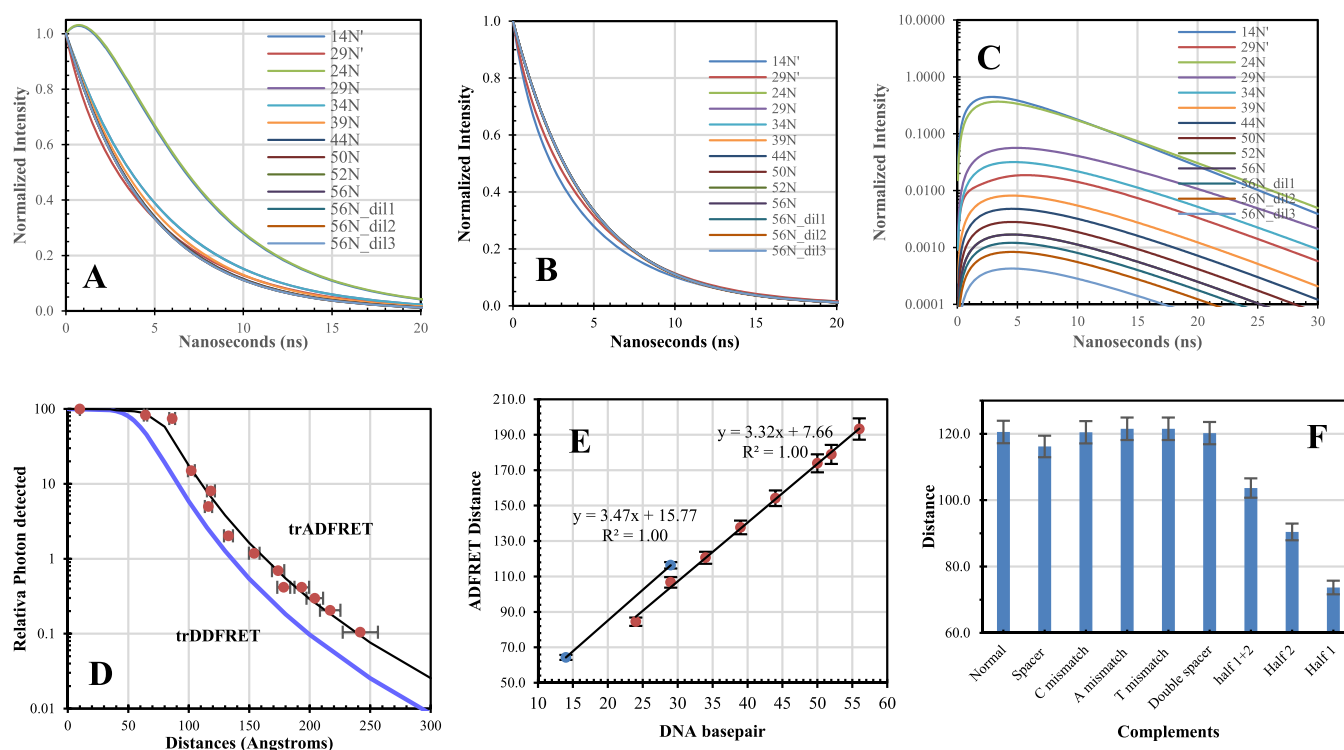 Normalized Intensity
1.0
0.8
0.6
0.4
0.2
0.0
0
5
10
15
20
Nanoseconds (ns)
14N'
29N'
24N
29N
34N
39N
44N
50N
52N
56N
56N_dil1
56N_dil2
56N_dil3
A
Normalized Intensity
1.0
0.8
0.6
0.4
0.2
0.0
0
5
10
15
20
Nanoseconds (ns)
14N'
29N'
24N
29N
34N
39N
44N
50N
52N
56N
56N_dil1
56N_dil2
56N_dil3
B
Normalized Intensity
10.0000
1.0000
0.1000
0.0100
0.0010
0.0001
0
5
10
15
20
25
30
Nanoseconds (ns)
14N'
29N'
24N
29N
34N
39N
44N
50N
52N
56N
56N_dil1
56N_dil2
56N_dil3
C
Relativa Photon detected
100
10
1
0.1
0.01
0
50
100
150
200
250
300
Distances (Angstroms)
trADFRET
trDDFRET
D
ADFRET Distance
210.0
190.0
170.0
150.0
130.0
110.0
90.0
70.0
50.0
10
15
20
25
30
35
40
45
50
55
60
DNA basepair
E
y = 3.32x + 7.66
R² = 1.00
y = 3.47x + 15.77
R² = 1.00
Distance
120.0
100.0
80.0
60.0
F
Normal
Spacer
C mismatch
A mismatch
T mismatch
Double spacer
half 1+2
Half 2
Half 1
Complements